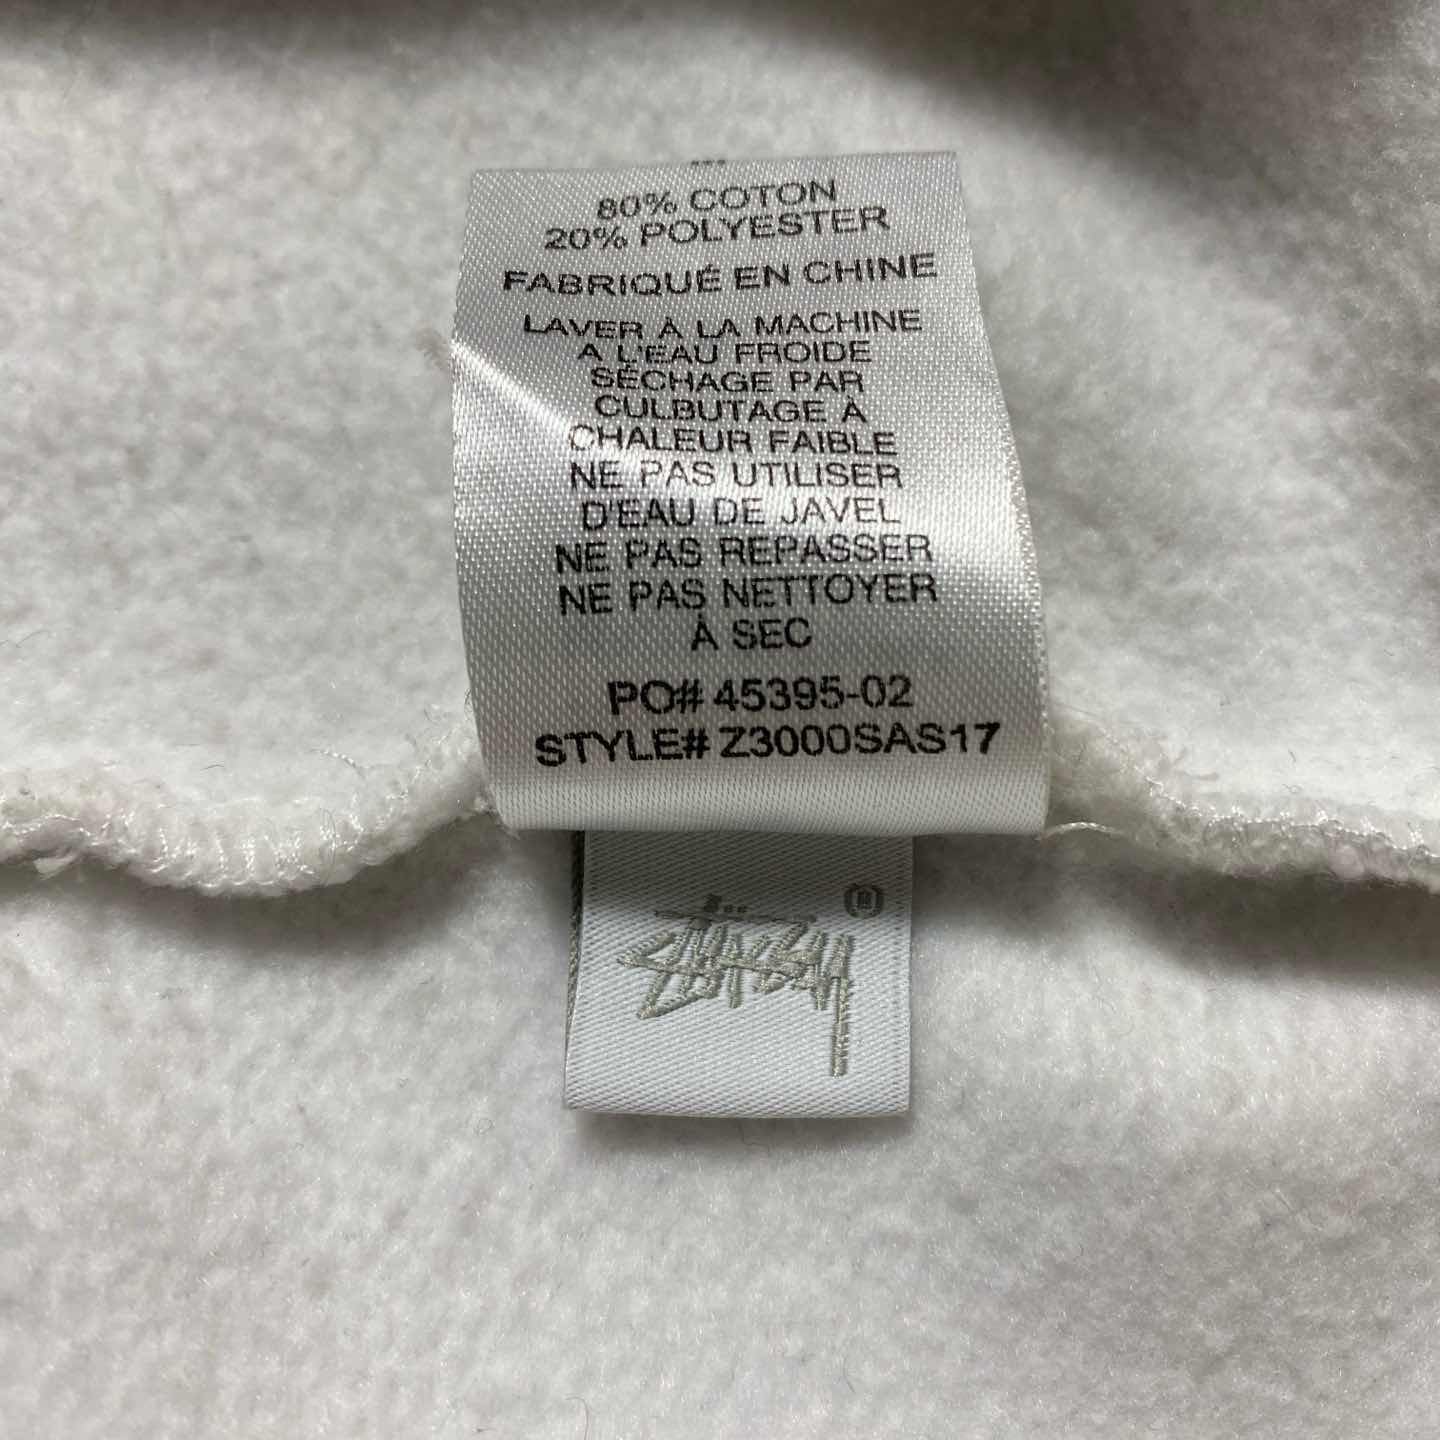 80% COTON
20% POLYESTER
FABRIQUÉ EN CHINE
LAVER À LA MACHINE
A L'EAU FROIDE
SÉCHAGE PAR
CULBUTAGE À
CHALEUR FAIBLE
NE PAS UTILISER
D'EAU DE JAVEL
NE PAS REPASSER
NE PAS NETTOYER
À SEC
PO# 45395-02
STYLE# Z3000SAS17
Stüssy